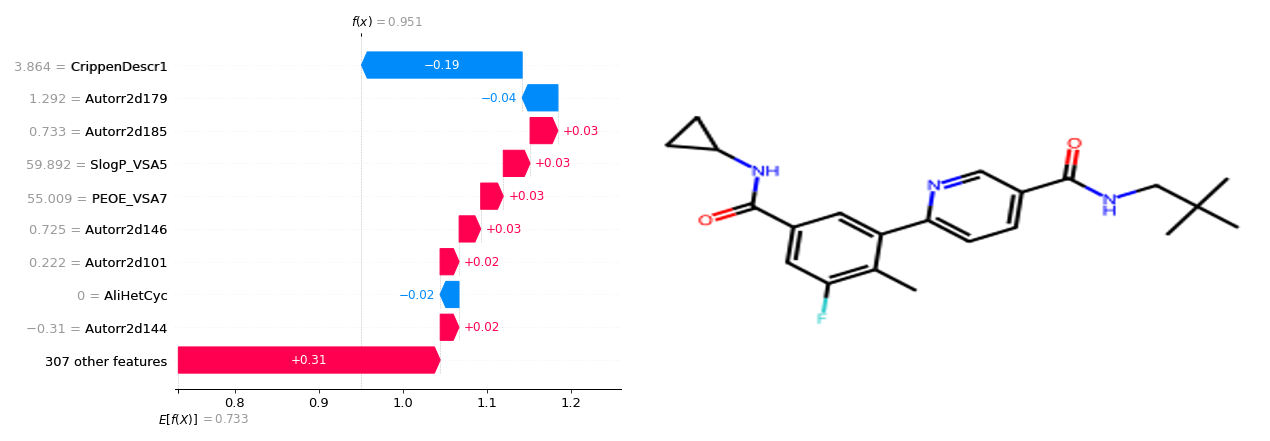 f(x) = 0.951
3.864 = CrippenDescr1
−0.19
1.292 = Autorr2d179
−0.04
0.733 = Autorr2d185
+0.03
59.892 = SlogP_VSA5
+0.03
55.009 = PEOE_VSA7
+0.03
0.725 = Autorr2d146
+0.03
0.222 = Autorr2d101
+0.02
0 = AliHetCyc
−0.02
−0.31 = Autorr2d144
+0.02
307 other features
+0.31
0.8 0.9 1.0 1.1 1.2
E[f(X)] = 0.733
O
NH
N
N
H
O
F